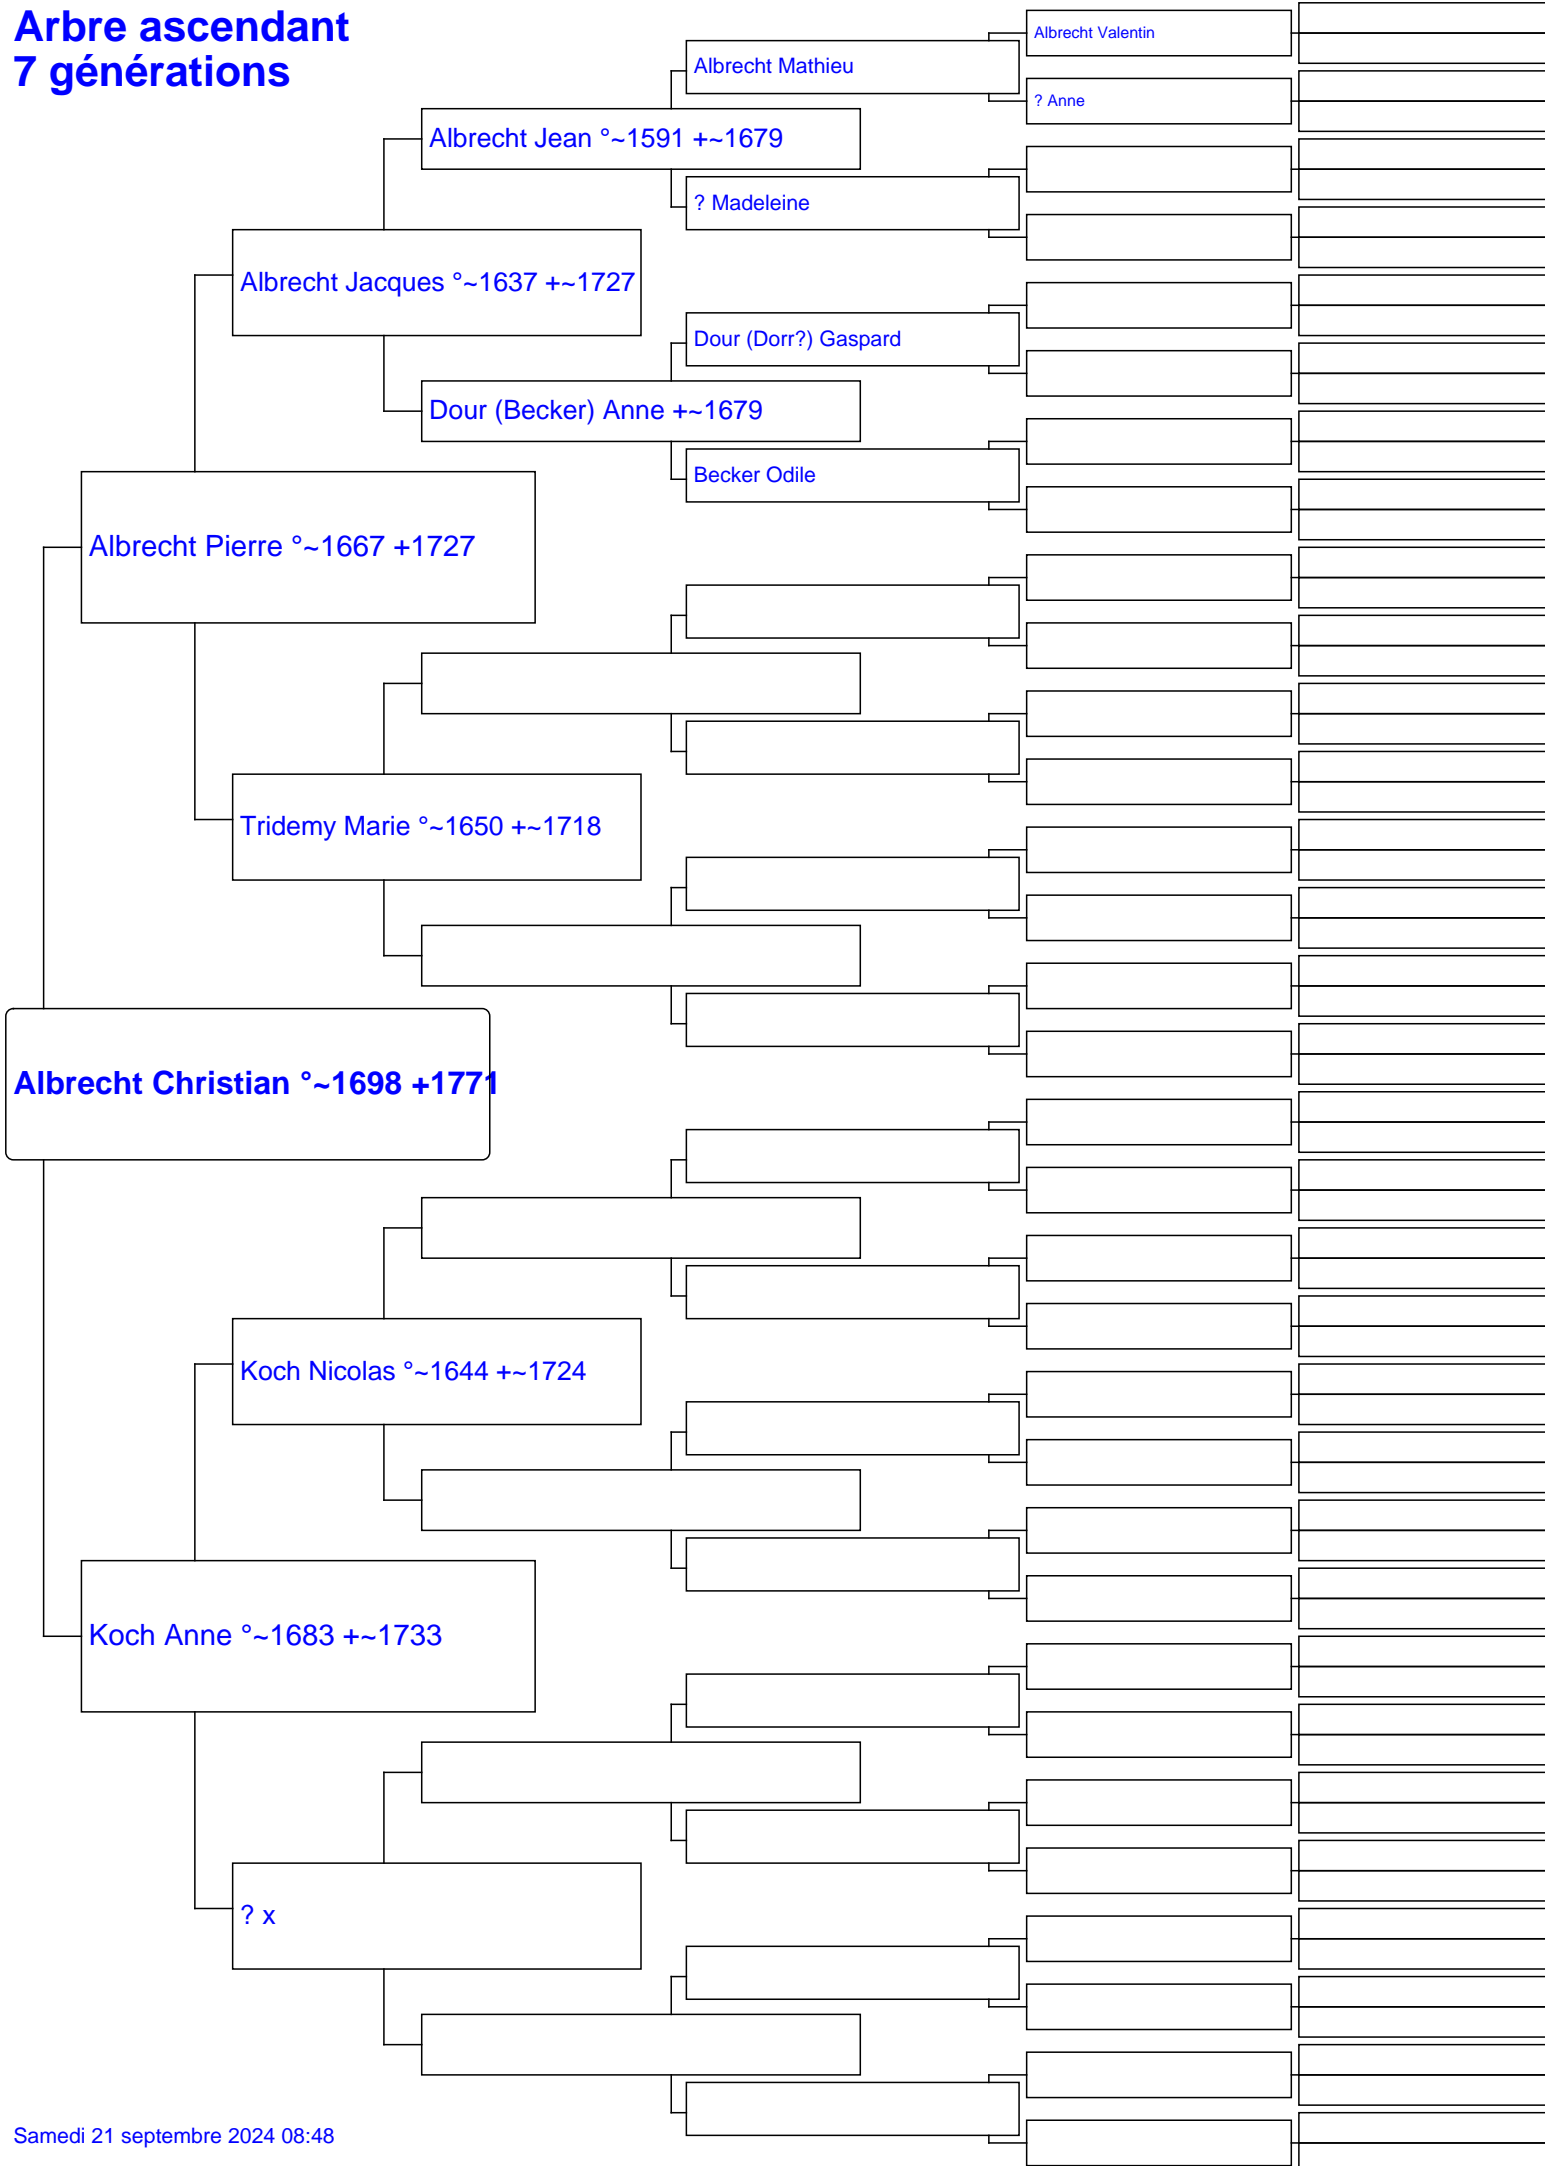 Arbre ascendant
7 générations
Albrecht Valentin
Albrecht Mathieu
? Anne
Albrecht Jean °~1591 +~1679
? Madeleine
Albrecht Jacques °~1637 +~1727
Dour (Dorr?) Gaspard
Dour (Becker) Anne +~1679
Becker Odile
Albrecht Pierre °~1667 +1727
Tridemy Marie °~1650 +~1718
Albrecht Christian °~1698 +1771
Koch Nicolas °~1644 +~1724
Koch Anne °~1683 +~1733
? x
Samedi 21 septembre 2024 08:48